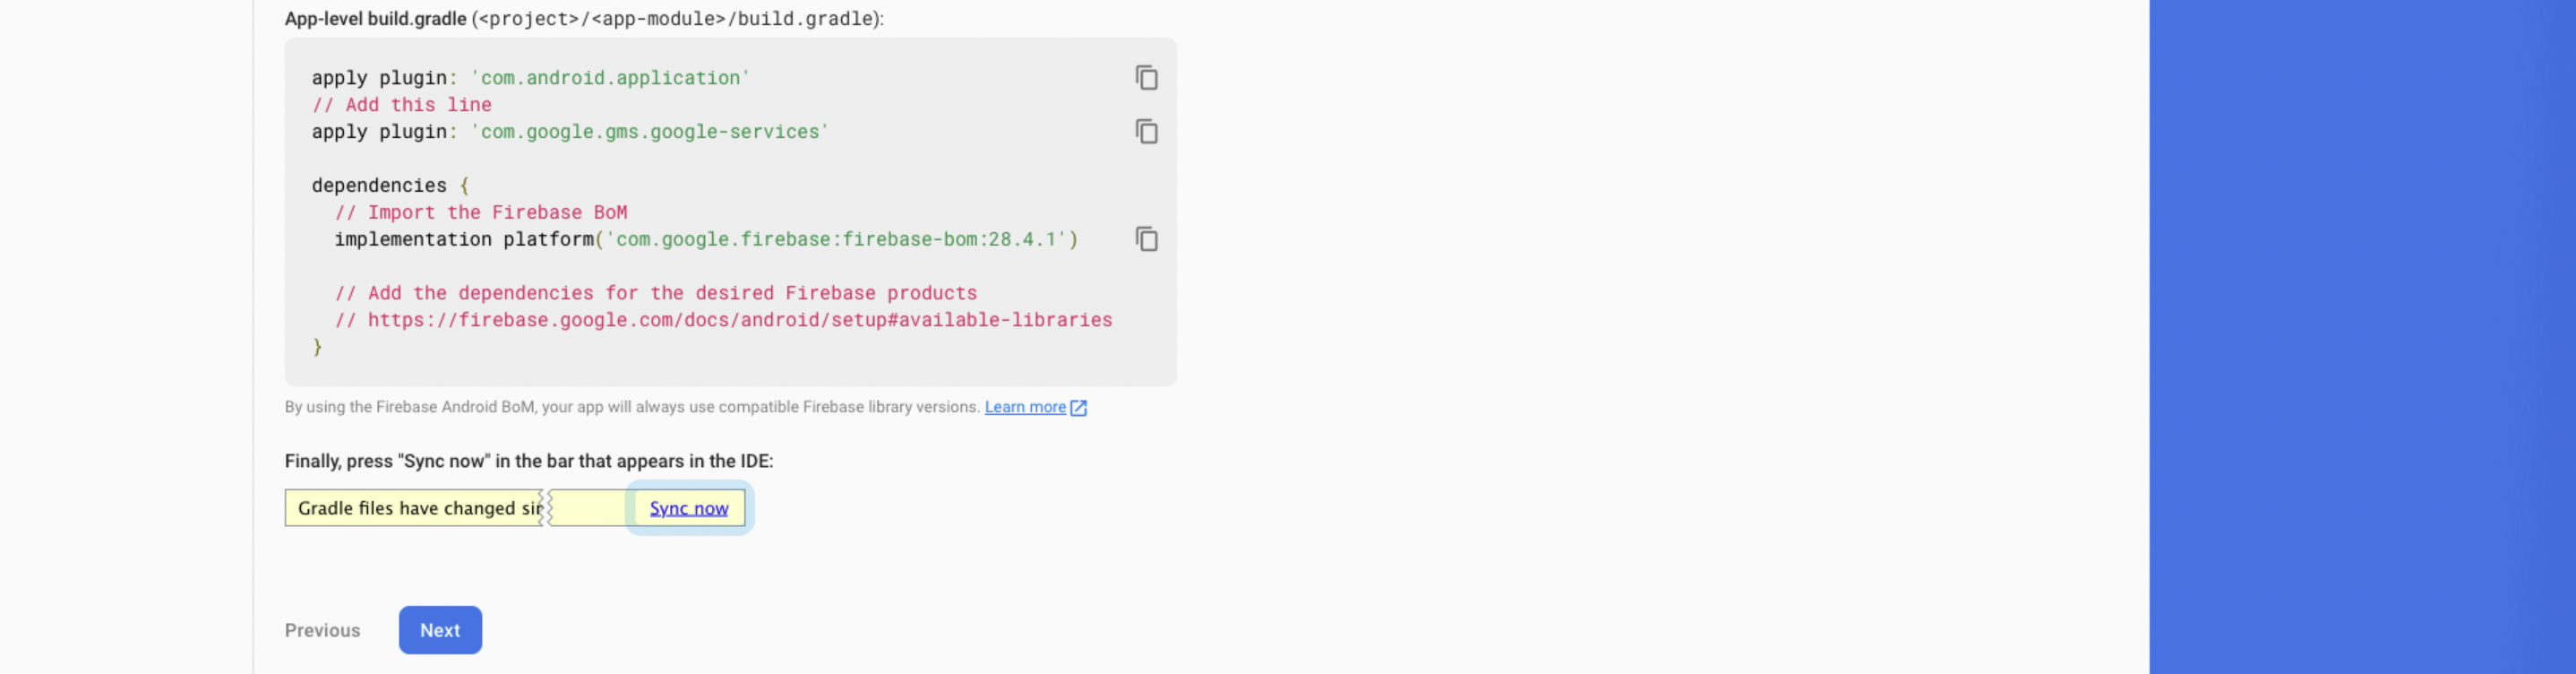 App-level build.gradle (<project>/<app-module>/build.gradle):
apply plugin: 'com.android.application'
// Add this line
apply plugin: 'com.google.gms.google-services'
dependencies {
// Import the Firebase BoM
implementation platform('com.google.firebase:firebase-bom:28.4.1')
// Add the dependencies for the desired Firebase products
// https://firebase.google.com/docs/android/setup#available-libraries
}
By using the Firebase Android BoM, your app will always use compatible Firebase library versions. Learn more
Finally, press "Sync now" in the bar that appears in the IDE:
Gradle files have changed Sync now
Previous Next